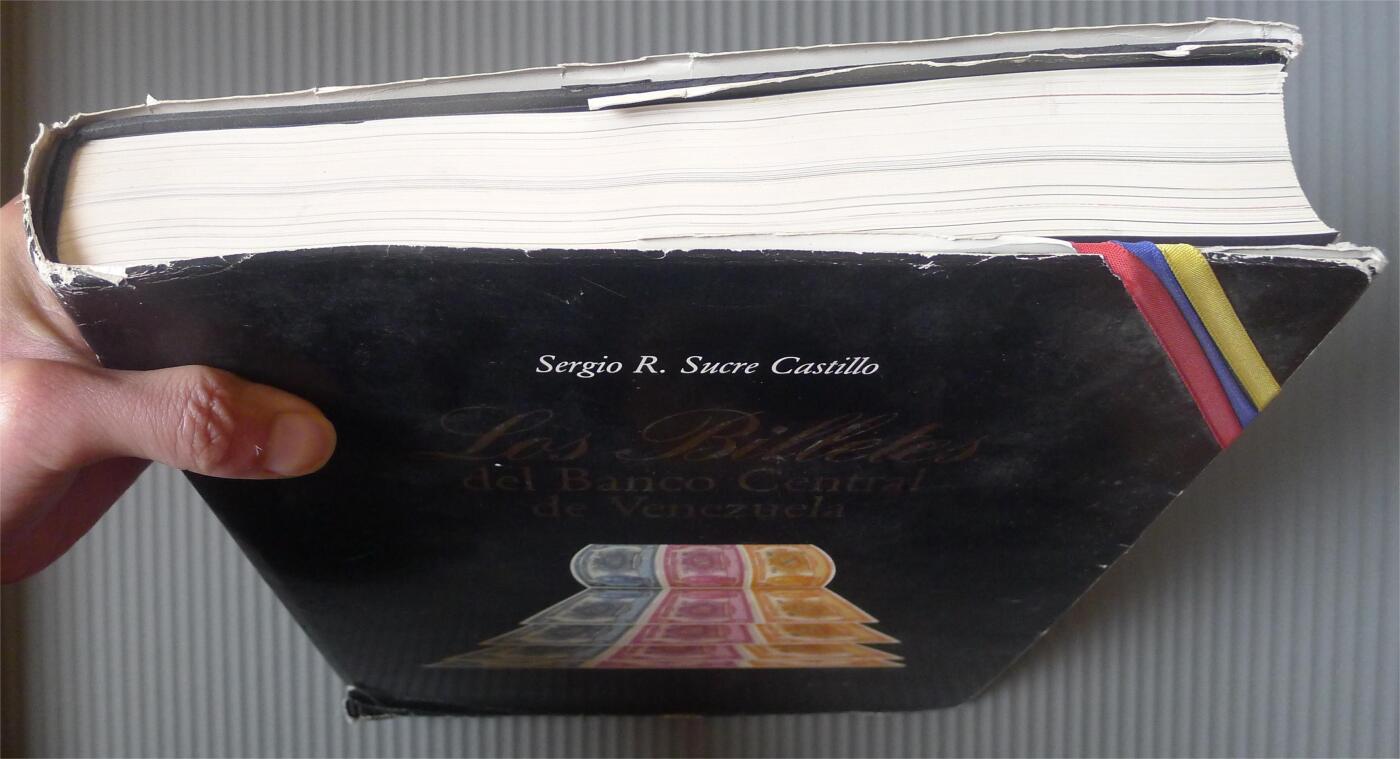 Sergio R. Sucre Castillo
Los Billetes
del Banco Central
de Venezuela